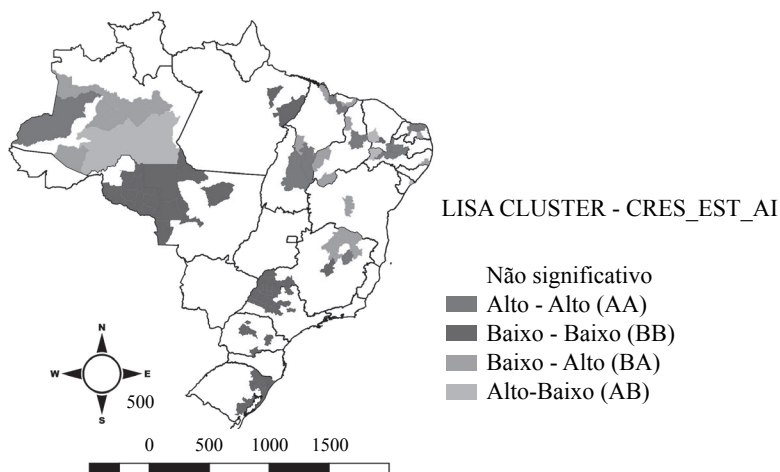 LISA CLUSTER - CRES_EST_AI
Não significativo
Alto - Alto (AA)
Baixo - Baixo (BB)
Baixo - Alto (BA)
Alto-Baixo (AB)
N
W E
S
500
0 500 1000 1500